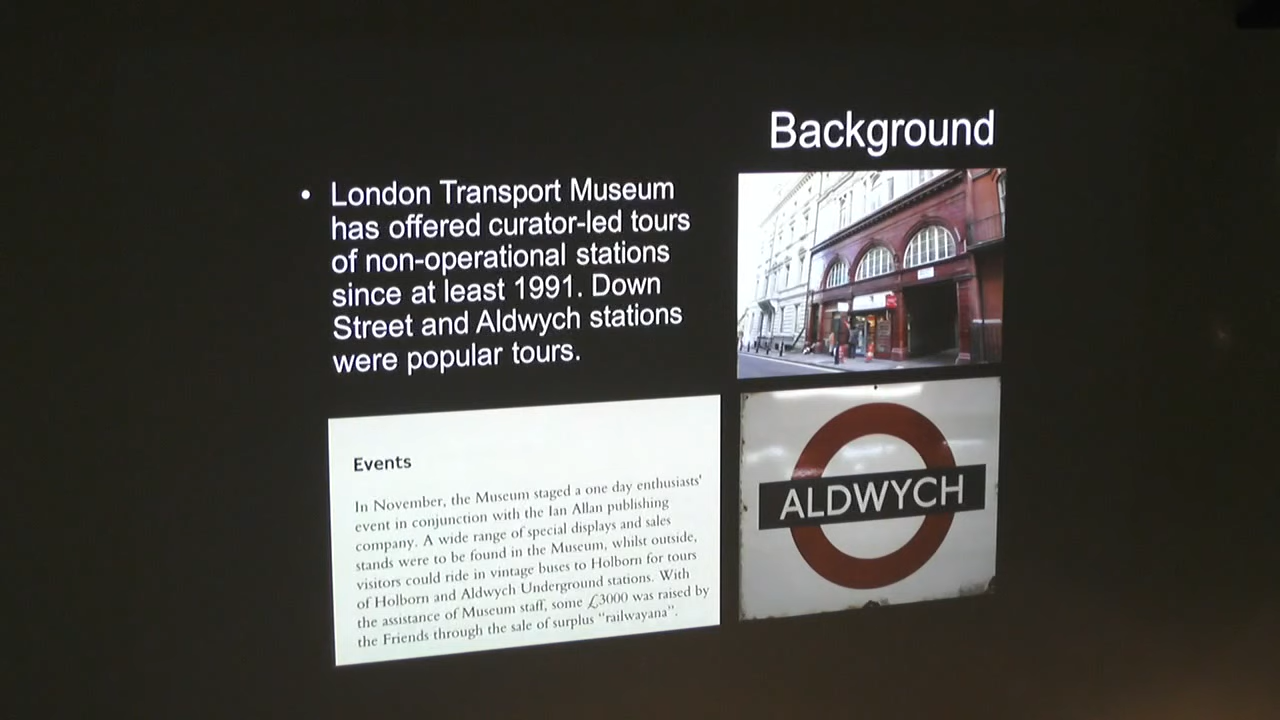 Background
• London Transport Museum
has offered curator-led tours
of non-operational stations
since at least 1991. Down
Street and Aldwych stations
were popular tours.
Events
In November, the Museum staged a one day enthusiasts'
event in conjunction with the Ian Allan publishing
company. A wide range of special displays and sales
stands were to be found in the Museum, whilst outside,
visitors could ride in vintage buses to Holborn for tours
of Holborn and Aldwych Underground stations. With
the assistance of Museum staff, some £3000 was raised by
the Friends through the sale of surplus "railwayana".
ALDWYCH